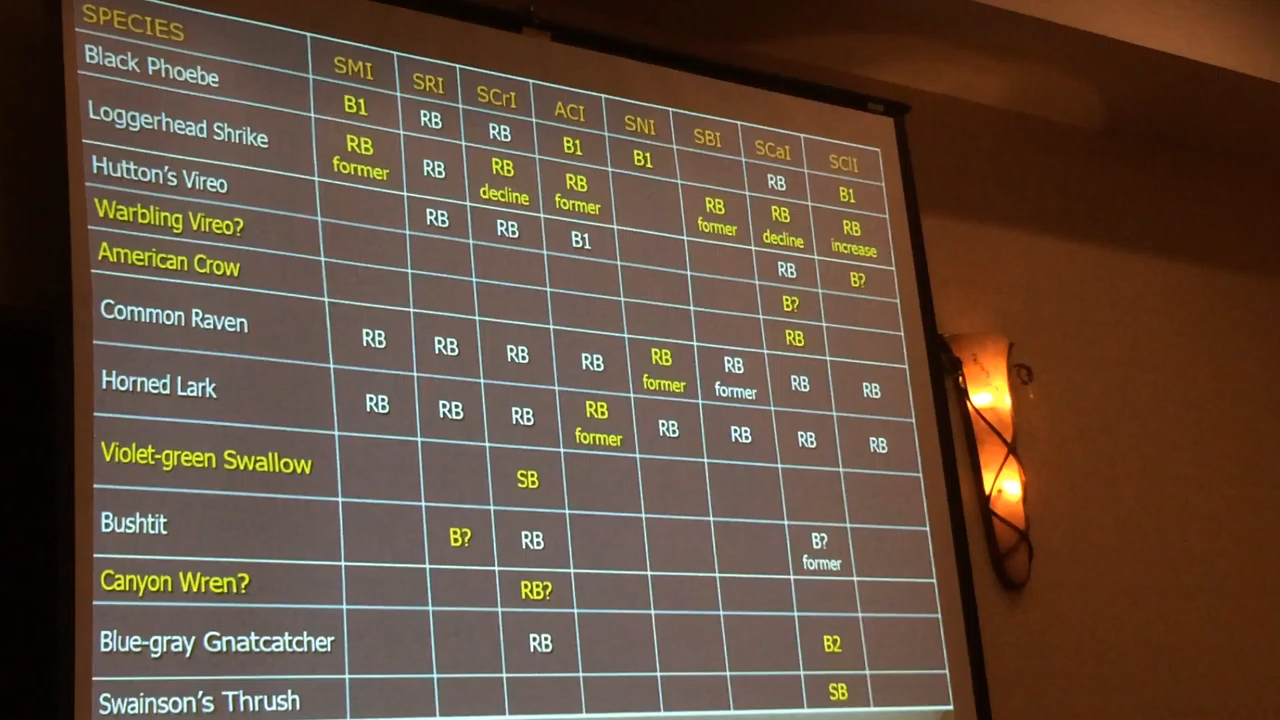 SPECIES SMI SRI SCrI ACI SNI SBI SCaI SClI
Black Phoebe B1 RB RB B1 B1 RB B1
Loggerhead Shrike RB former RB RB decline RB former RB former RB decline RB increase
Hutton's Vireo RB RB B1 RB B?
Warbling Vireo? B?
American Crow RB
Common Raven RB RB RB RB RB former RB former RB RB
Horned Lark RB RB RB RB former RB RB RB RB
Violet-green Swallow SB
Bushtit B? RB B? former
Canyon Wren? RB?
Blue-gray Gnatcatcher RB B2
Swainson's Thrush SB